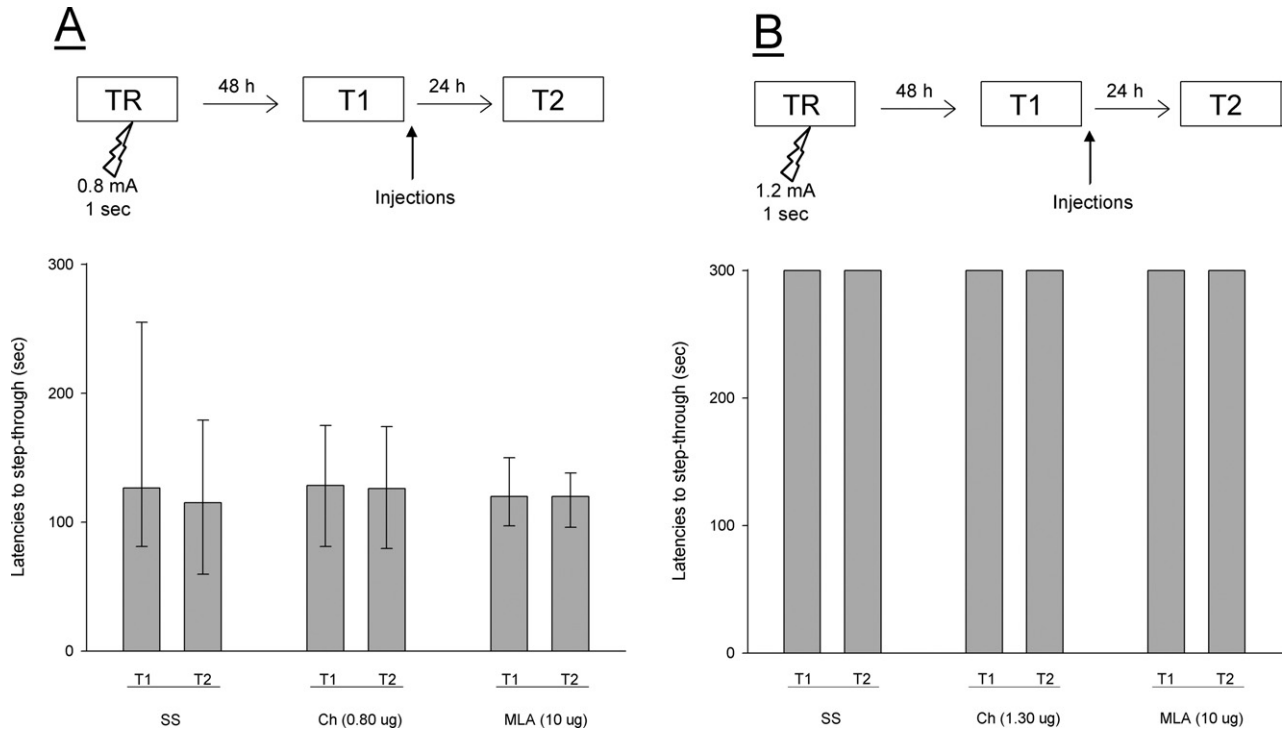 A
TR
48 h
T1
24 h
T2
0.8 mA
1 sec
Injections
Latencies to step-through (sec)
300
200
100
0
T1 T2 T1 T2 T1 T2
SS Ch (0.80 ug) MLA (10 ug)
B
TR
48 h
T1
24 h
T2
1.2 mA
1 sec
Injections
Latencies to step-through (sec)
300
200
100
0
T1 T2 T1 T2 T1 T2
SS Ch (1.30 ug) MLA (10 ug)